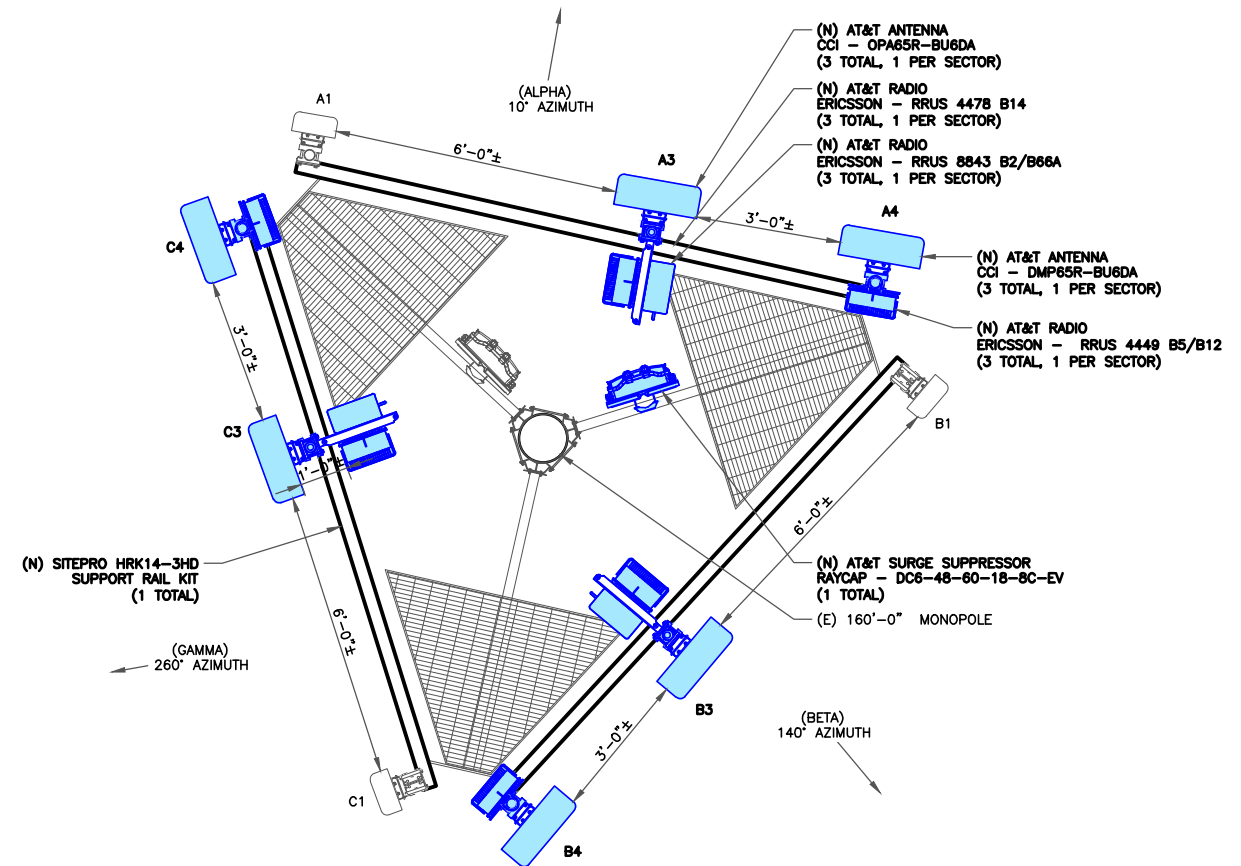 (N) AT&T ANTENNA
CCI - OPA65R-BU6DA
(3 TOTAL, 1 PER SECTOR)
(ALPHA)
10° AZIMUTH
(N) AT&T RADIO
ERICSSON - RRUS 4478 B14
(3 TOTAL, 1 PER SECTOR)
A1
6'-0"±
A3
(N) AT&T RADIO
ERICSSON - RRUS 8843 B2/B66A
(3 TOTAL, 1 PER SECTOR)
3'-0"±
A4
C4
(N) AT&T ANTENNA
CCI - DMP65R-BU6DA
(3 TOTAL, 1 PER SECTOR)
(N) AT&T RADIO
ERICSSON - RRUS 4449 B5/B12
(3 TOTAL, 1 PER SECTOR)
3'-0"±
C3
B1
1'-0"±
6'-0"±
(N) SITEPRO HRK14-3HD
SUPPORT RAIL KIT
(1 TOTAL)
(N) AT&T SURGE SUPPRESSOR
RAYCAP - DC6-48-60-18-8C-EV
(1 TOTAL)
(E) 160'-0" MONOPOLE
6'-0"±
(GAMMA)
260° AZIMUTH
B3
(BETA)
140° AZIMUTH
3'-0"±
C1
B4